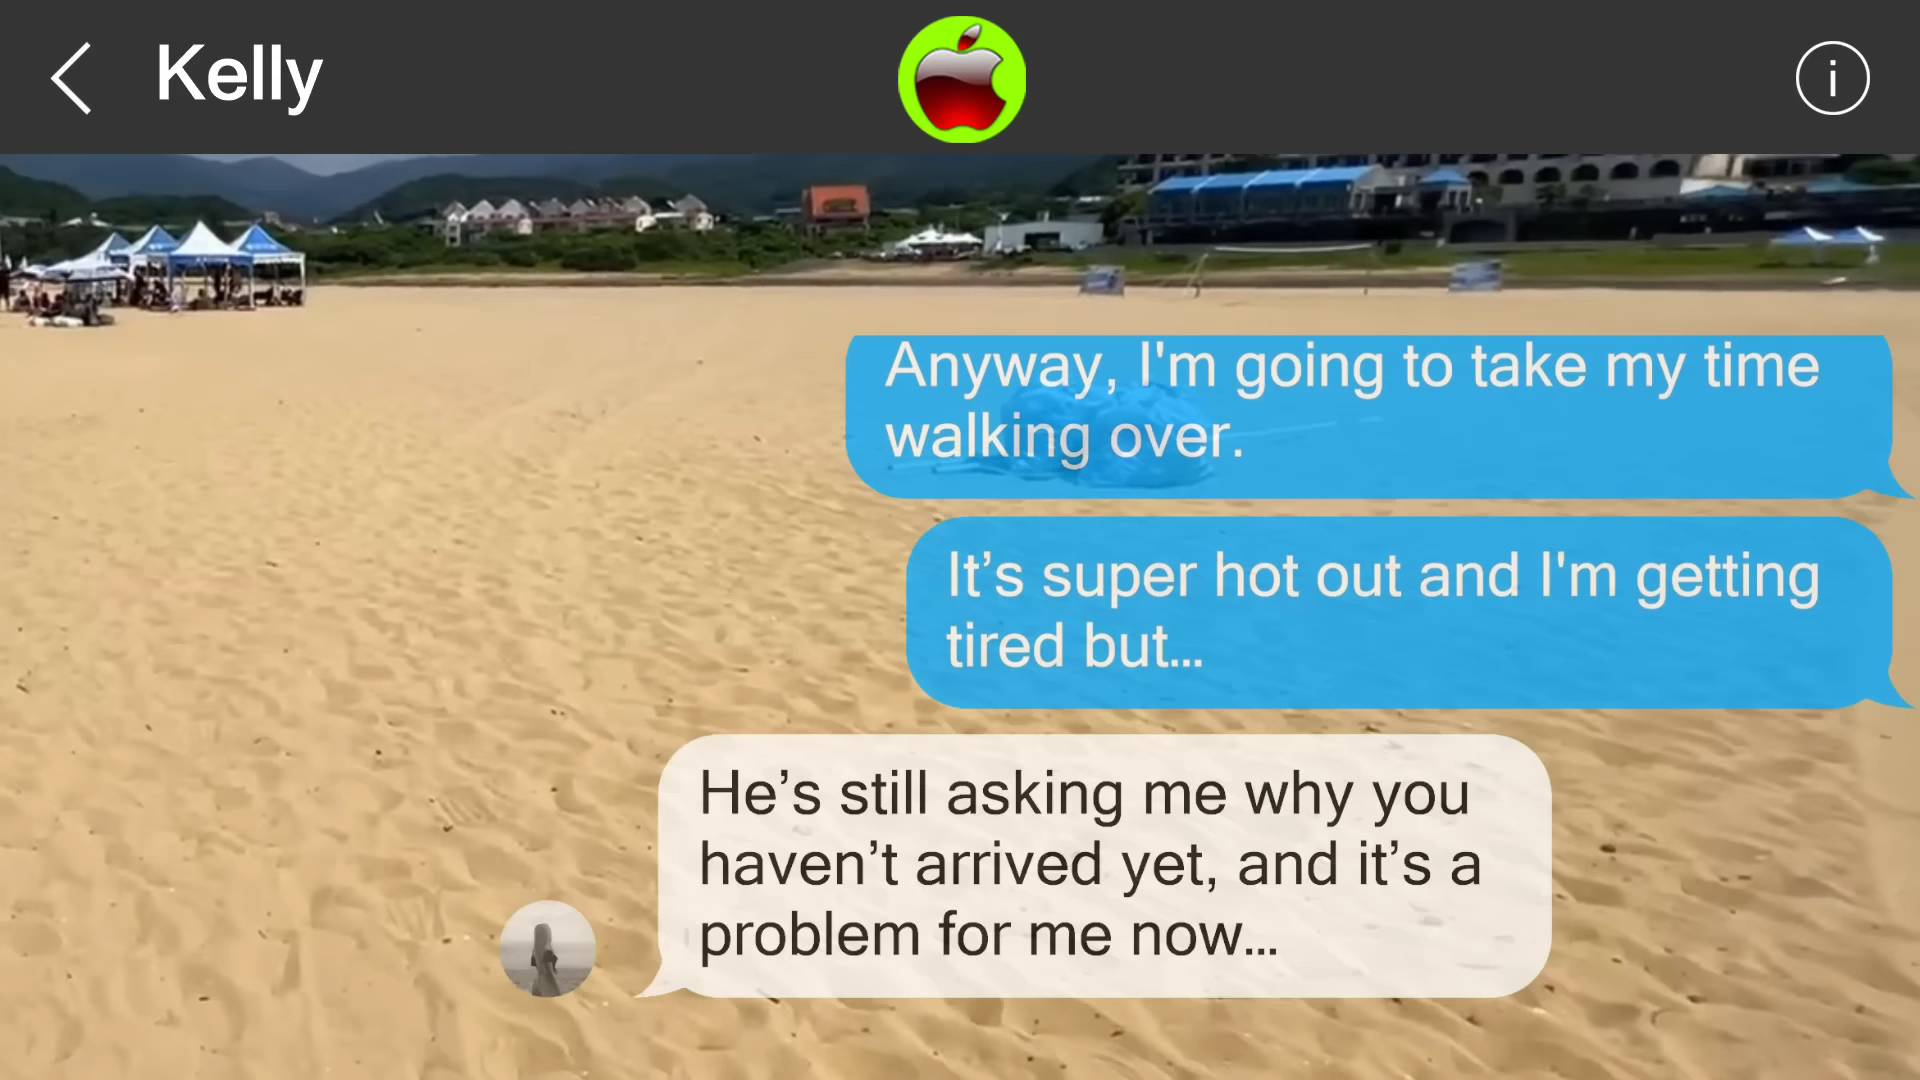 Kelly
Anyway, I'm going to take my time
walking over.
It’s super hot out and I'm getting
tired but...
He’s still asking me why you
haven’t arrived yet, and it’s a
problem for me now...